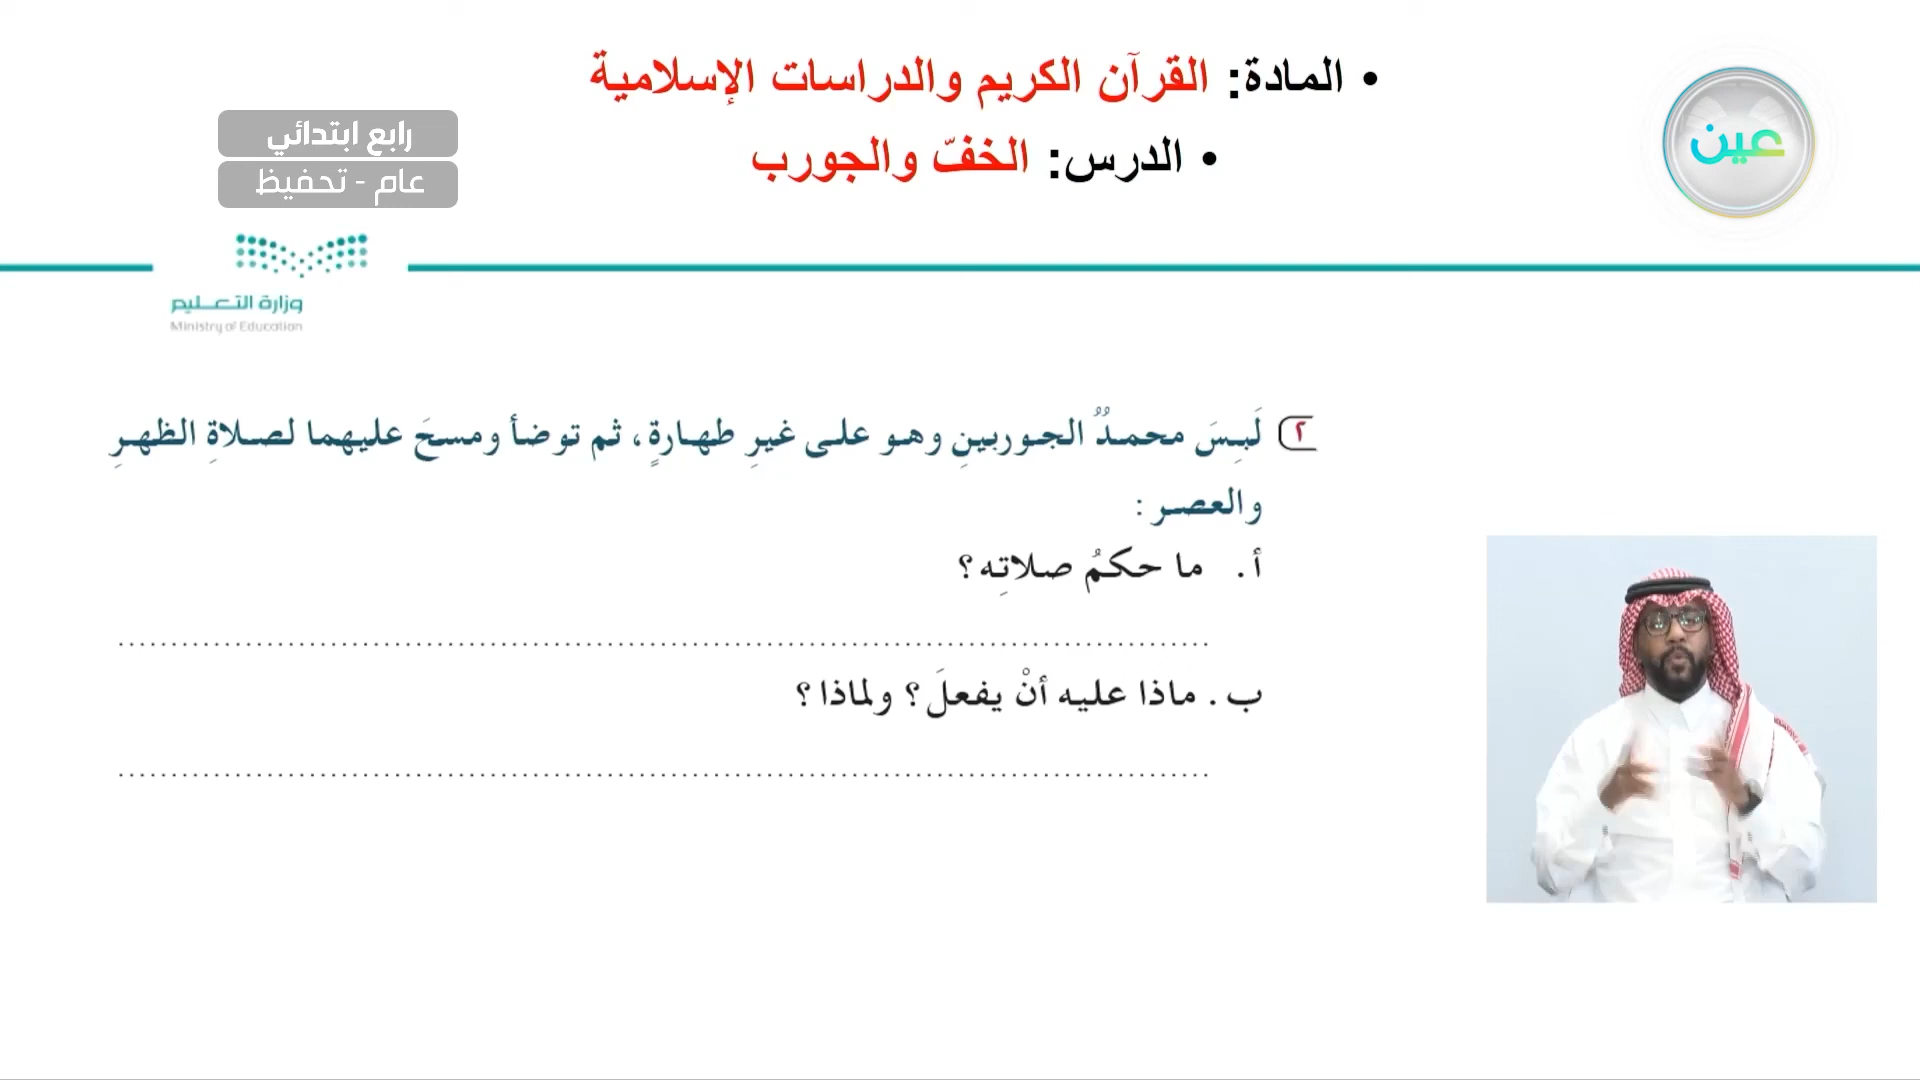 • المادة: القرآن الكريم والدراسات الإسلامية
• الدرس: الخفّ والجورب
عين
رابع ابتدائي
عام - تحفيظ
وزارة التعليم
Ministry of Education
٢ لَبِسَ محمدٌ الجوربينِ وهو على غيرِ طهارةٍ، ثم توضأ ومسحَ عليهما لصلاةِ الظهرِ
والعصر :
أ. ما حكمُ صلاتِه؟
ب. ماذا عليه أنْ يفعلَ؟ ولماذا؟